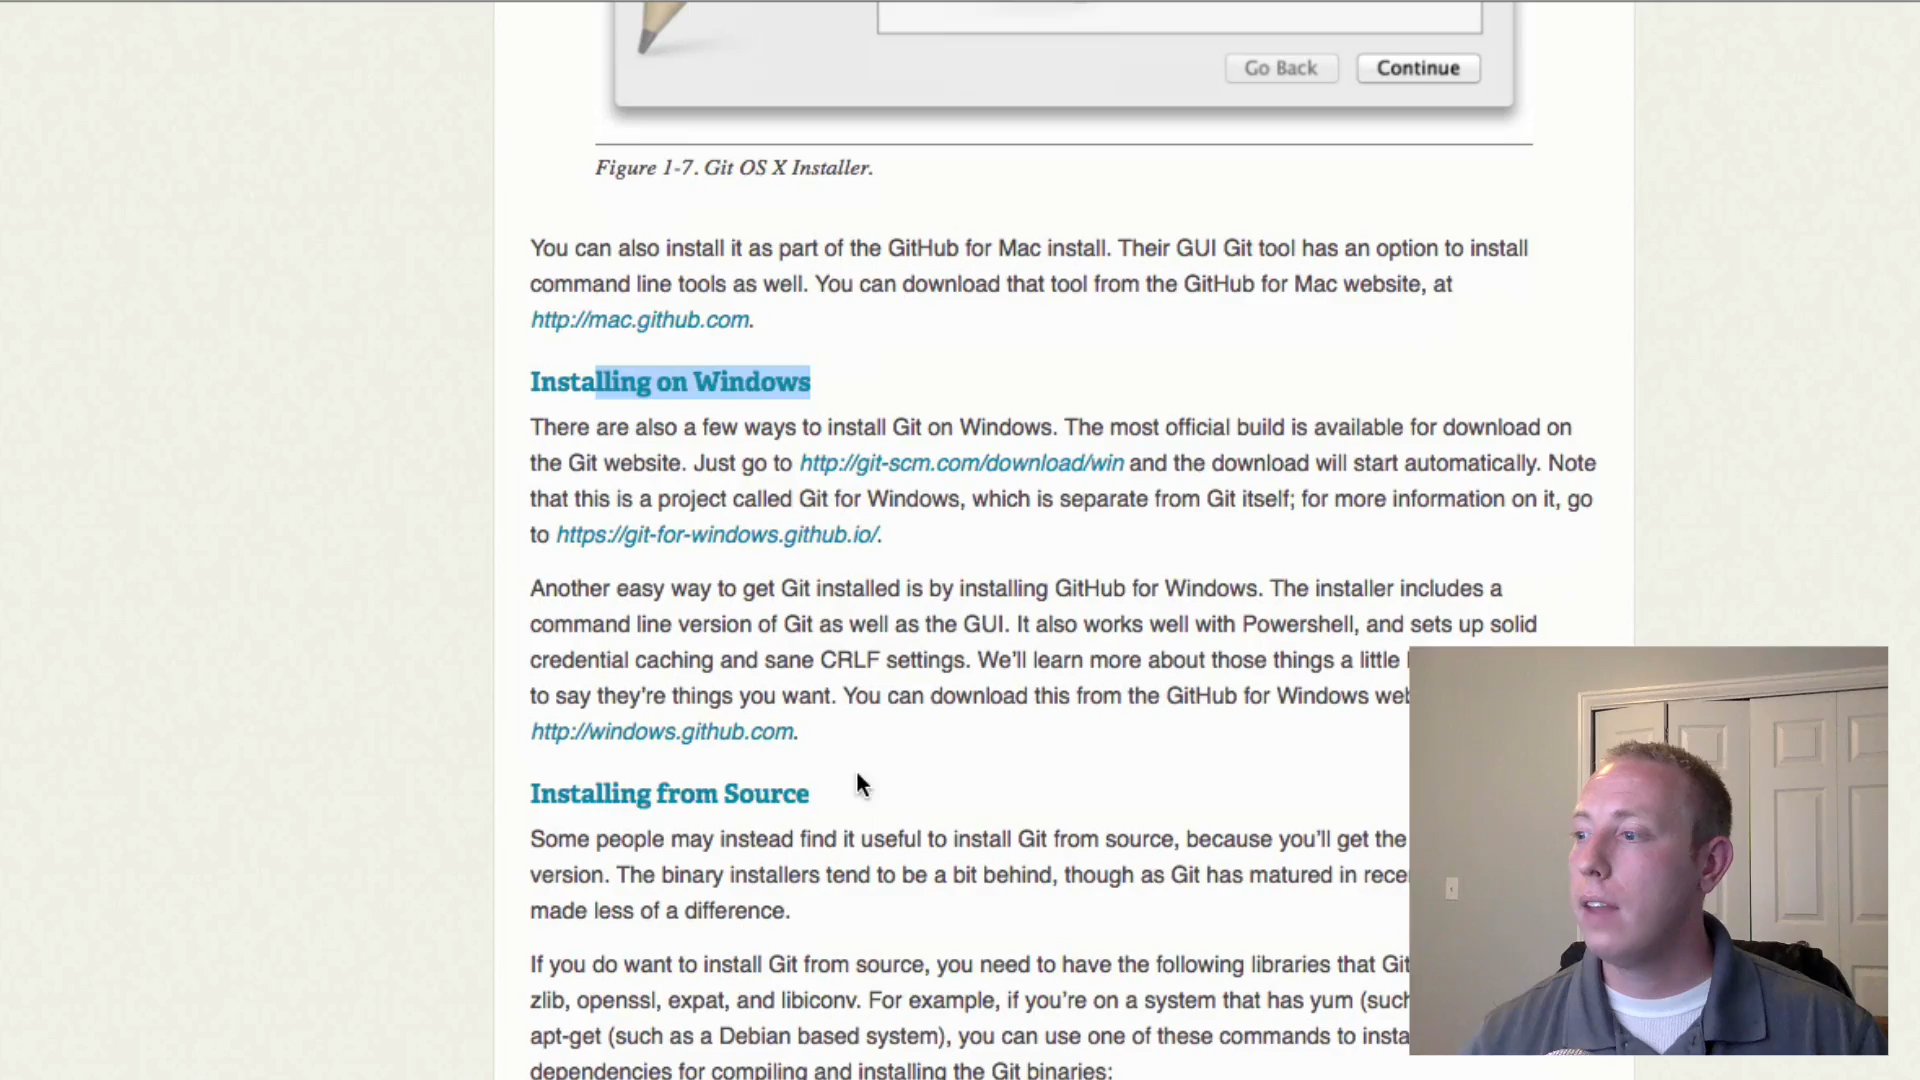 Go Back
Continue
Figure 1-7. Git OS X Installer.
You can also install it as part of the GitHub for Mac install. Their GUI Git tool has an option to install
command line tools as well. You can download that tool from the GitHub for Mac website, at
http://mac.github.com.
Installing on Windows
There are also a few ways to install Git on Windows. The most official build is available for download on
the Git website. Just go to http://git-scm.com/download/win and the download will start automatically. Note
that this is a project called Git for Windows, which is separate from Git itself; for more information on it, go
to https://git-for-windows.github.io/.
Another easy way to get Git installed is by installing GitHub for Windows. The installer includes a
command line version of Git as well as the GUI. It also works well with Powershell, and sets up solid
credential caching and sane CRLF settings. We'll learn more about those things a little
to say they're things you want. You can download this from the GitHub for Windows
http://windows.github.com.
Installing from Source
Some people may instead find it useful to install Git from source, because you'll get the
version. The binary installers tend to be a bit behind, though as Git has matured in
made less of a difference.
If you do want to install Git from source, you need to have the following libraries that Git
zlib, openssl, expat, and libiconv. For example, if you're on a system that has yum
apt-get (such as a Debian based system), you can use one of these commands to
dependencies for compiling and installing the Git binaries: